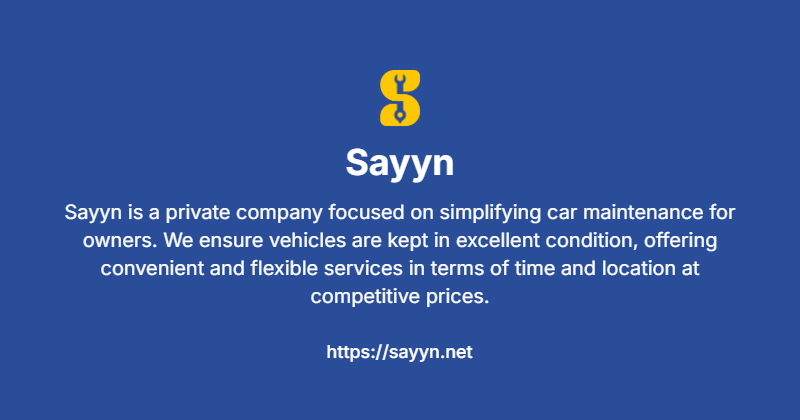 Sayyn
Sayyn is a private company focused on simplifying car maintenance for
owners. We ensure vehicles are kept in excellent condition, offering
convenient and flexible services in terms of time and location at
competitive prices.
https://sayyn.net